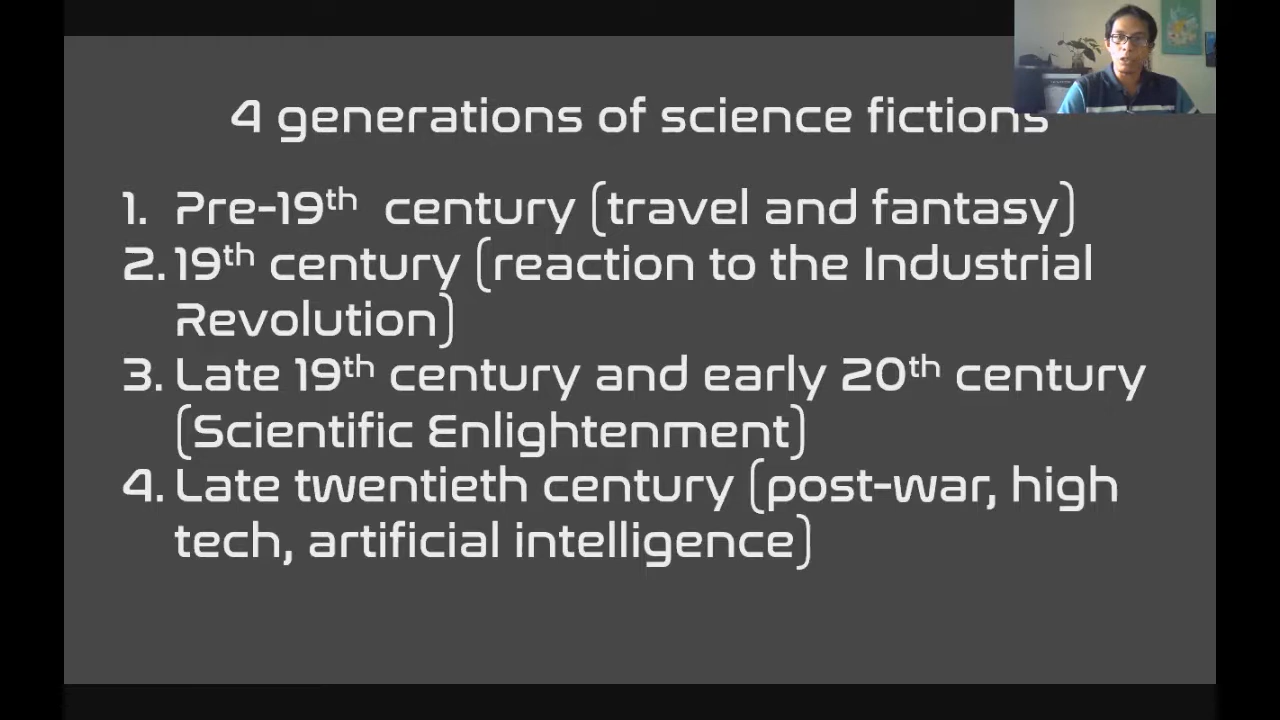 4 generations of science fictions
1. Pre-19th century (travel and fantasy)
2. 19th century (reaction to the Industrial
Revolution)
3. Late 19th century and early 20th century
(Scientific Enlightenment)
4. Late twentieth century (post-war, high
tech, artificial intelligence)